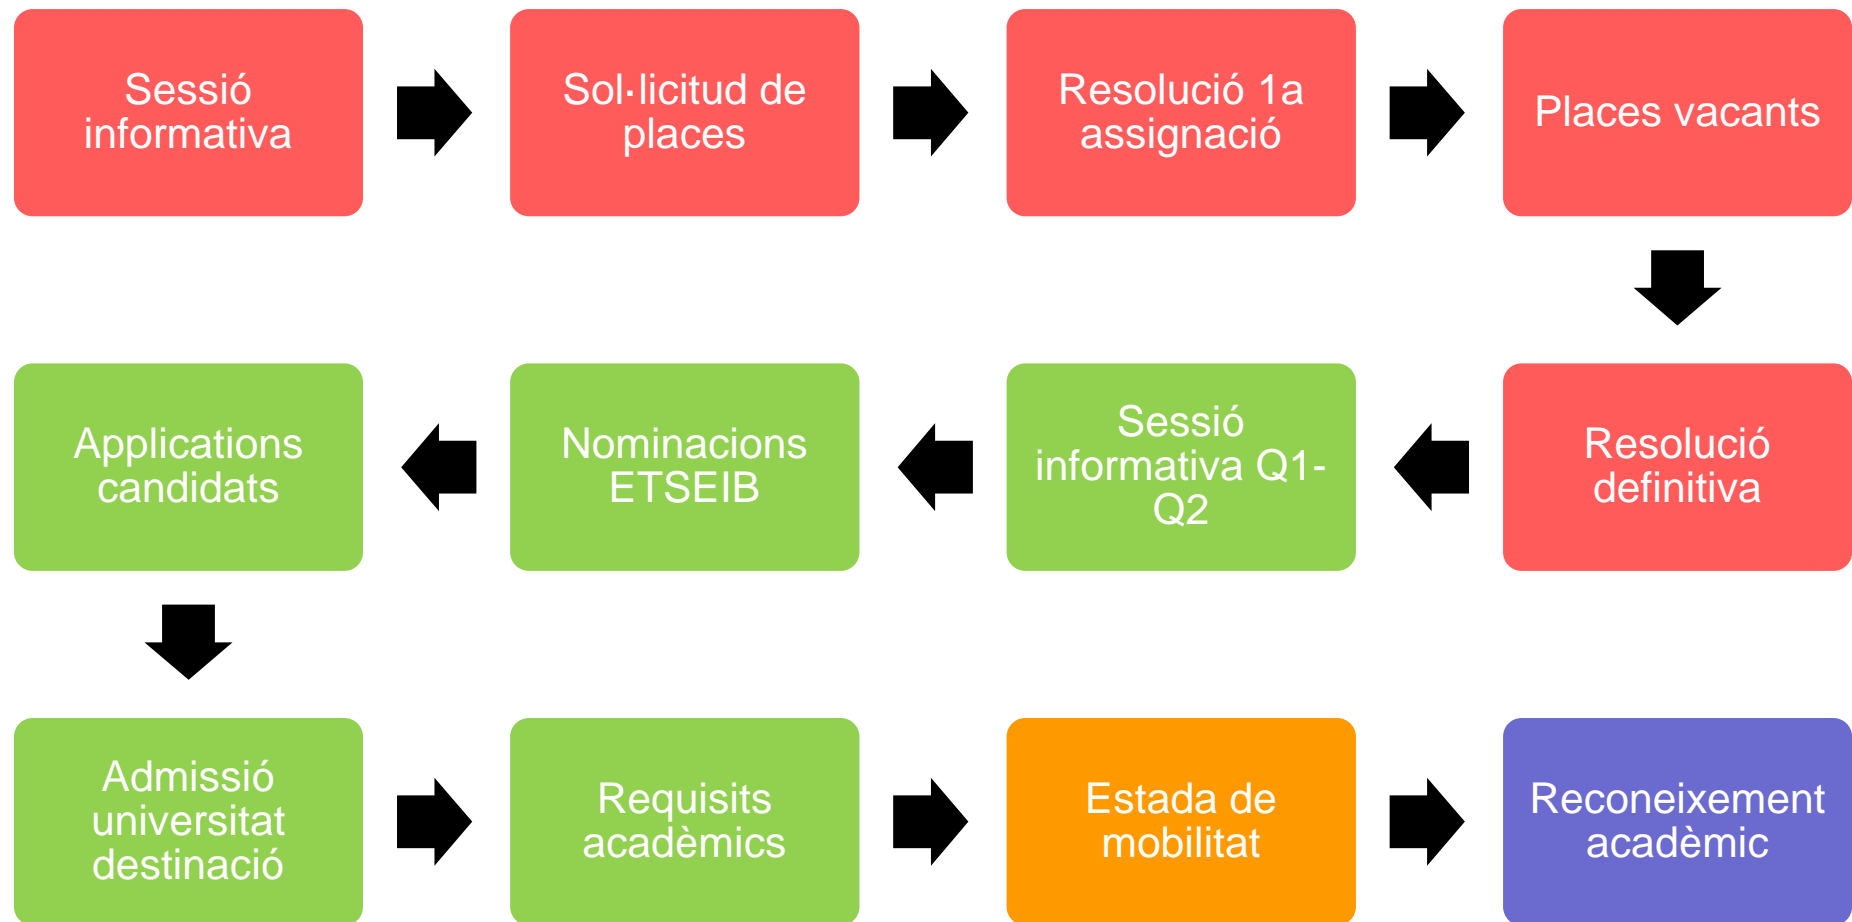 Sessió
informativa
Sol·licitud de
places
Resolució 1a
assignació
Places vacants
Resolució
definitiva
Sessió
informativa Q1-
Q2
Nominacions
ETSEIB
Applications
candidats
Admissió
universitat
destinació
Requisits
acadèmics
Estada de
mobilitat
Reconeixement
acadèmic